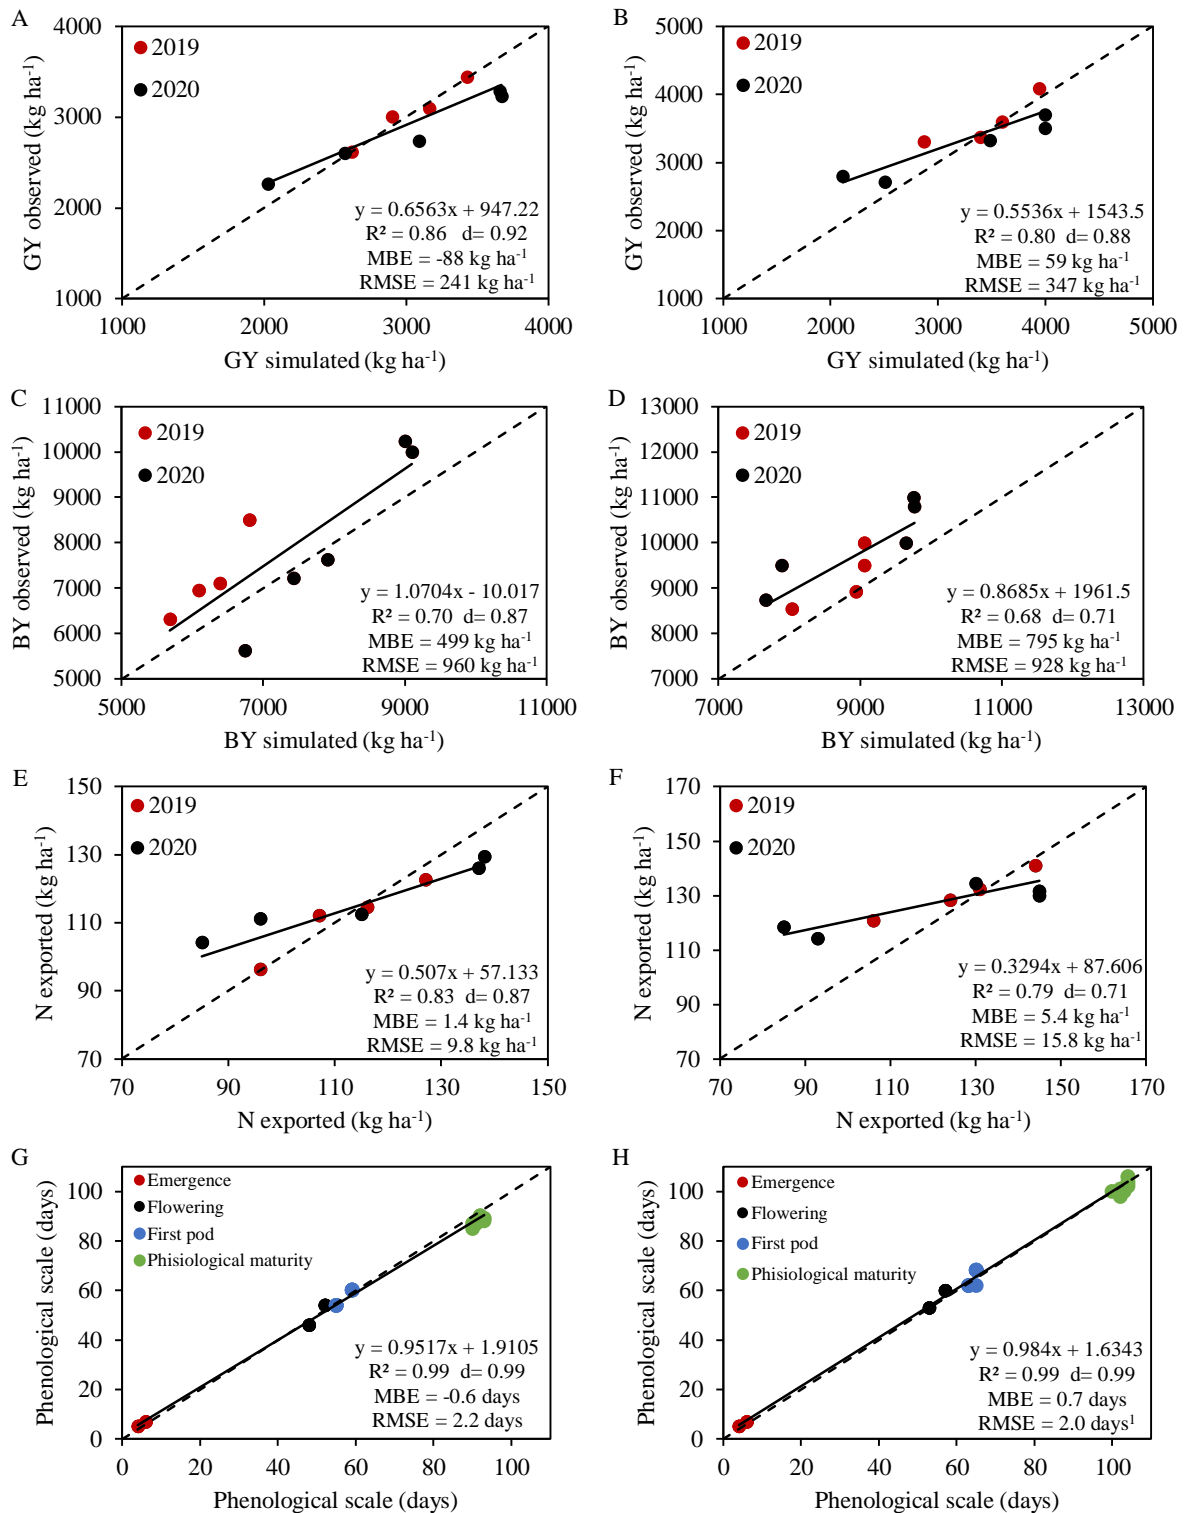 A
4000
3000
2000
1000
1000 2000 3000 4000
GY observed (kg ha⁻¹)
GY simulated (kg ha⁻¹)
2019
2020
y = 0.6563x + 947.22
R² = 0.86 d= 0.92
MBE = -88 kg ha⁻¹
RMSE = 241 kg ha⁻¹
B
5000
4000
3000
2000
1000
1000 2000 3000 4000 5000
GY observed (kg ha⁻¹)
GY simulated (kg ha⁻¹)
2019
2020
y = 0.5536x + 1543.5
R² = 0.80 d= 0.88
MBE = 59 kg ha⁻¹
RMSE = 347 kg ha⁻¹
C
11000
10000
9000
8000
7000
6000
5000
5000 7000 9000 11000
BY observed (kg ha⁻¹)
BY simulated (kg ha⁻¹)
2019
2020
y = 1.0704x - 10.017
R² = 0.70 d= 0.87
MBE = 499 kg ha⁻¹
RMSE = 960 kg ha⁻¹
D
13000
12000
11000
10000
9000
8000
7000
7000 9000 11000 13000
BY observed (kg ha⁻¹)
BY simulated (kg ha⁻¹)
2019
2020
y = 0.8685x + 1961.5
R² = 0.68 d= 0.71
MBE = 795 kg ha⁻¹
RMSE = 928 kg ha⁻¹
E
150
130
110
90
70
70 90 110 130 150
N exported (kg ha⁻¹)
N exported (kg ha⁻¹)
2019
2020
y = 0.507x + 57.133
R² = 0.83 d= 0.87
MBE = 1.4 kg ha⁻¹
RMSE = 9.8 kg ha⁻¹
F
170
150
130
110
90
70
70 90 110 130 150 170
N exported (kg ha⁻¹)
N exported (kg ha⁻¹)
2019
2020
y = 0.3294x + 87.606
R² = 0.79 d= 0.71
MBE = 5.4 kg ha⁻¹
RMSE = 15.8 kg ha⁻¹
G
100
80
60
40
20
0
0 20 40 60 80 100
Phenological scale (days)
Phenological scale (days)
Emergence
Flowering
First pod
Phisiological maturity
y = 0.9517x + 1.9105
R² = 0.99 d= 0.99
MBE = -0.6 days
RMSE = 2.2 days
H
100
80
60
40
20
0
0 20 40 60 80 100
Phenological scale (days)
Phenological scale (days)
Emergence
Flowering
First pod
Phisiological maturity
y = 0.984x + 1.6343
R² = 0.99 d= 0.99
MBE = 0.7 days
RMSE = 2.0 days¹